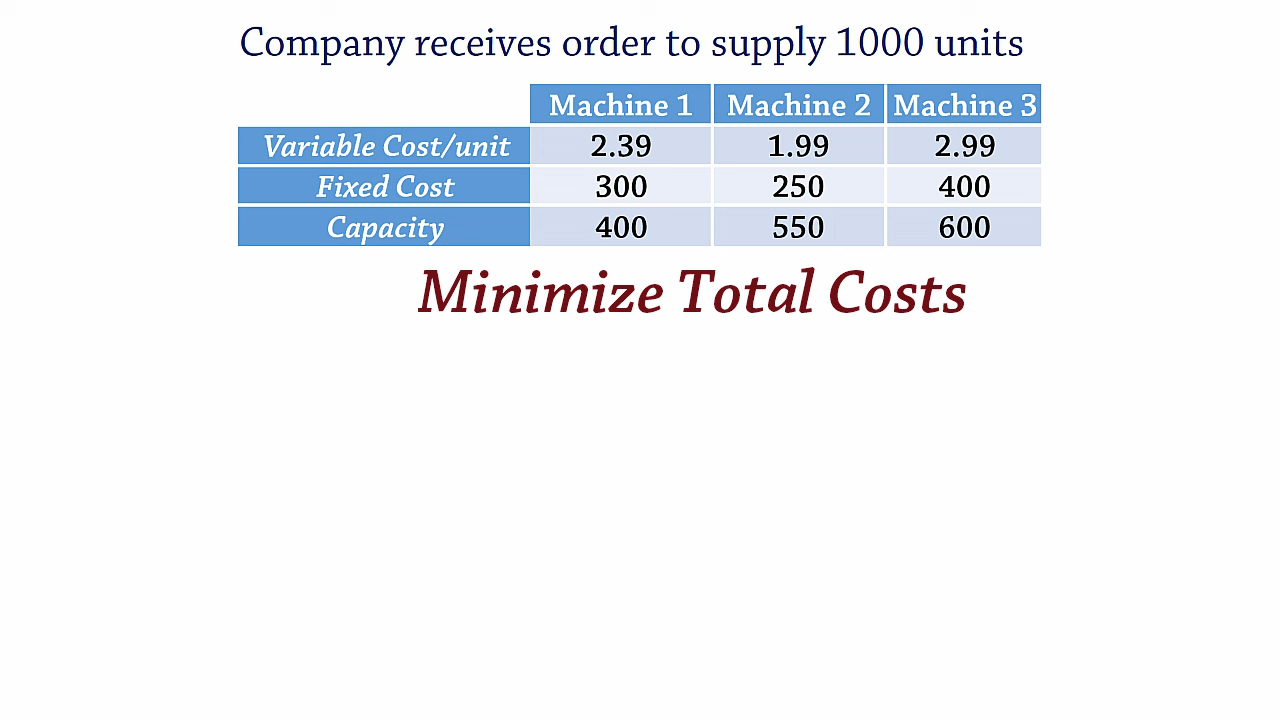 Company receives order to supply 1000 units
Machine 1 Machine 2 Machine 3
Variable Cost/unit 2.39 1.99 2.99
Fixed Cost 300 250 400
Capacity 400 550 600
Minimize Total Costs